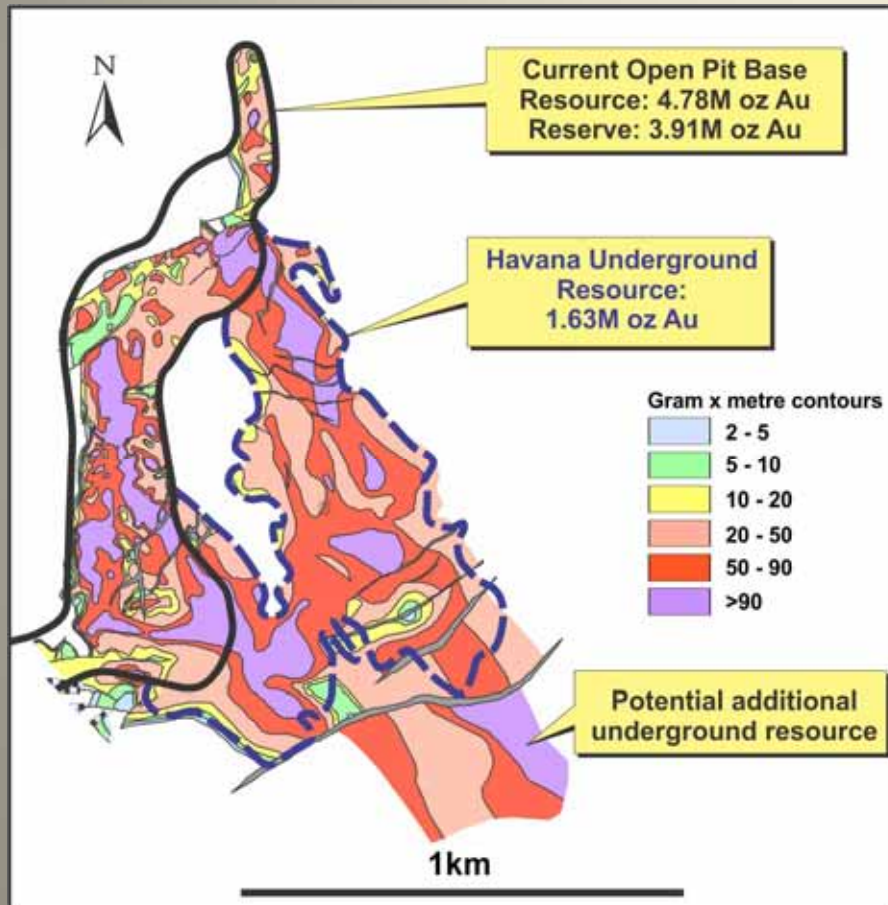 N
Current Open Pit Base
Resource: 4.78M oz Au
Reserve: 3.91M oz Au
Havana Underground
Resource:
1.63M oz Au
Gram x metre contours
2 - 5
5 - 10
10 - 20
20 - 50
50 - 90
>90
Potential additional
underground resource
1km